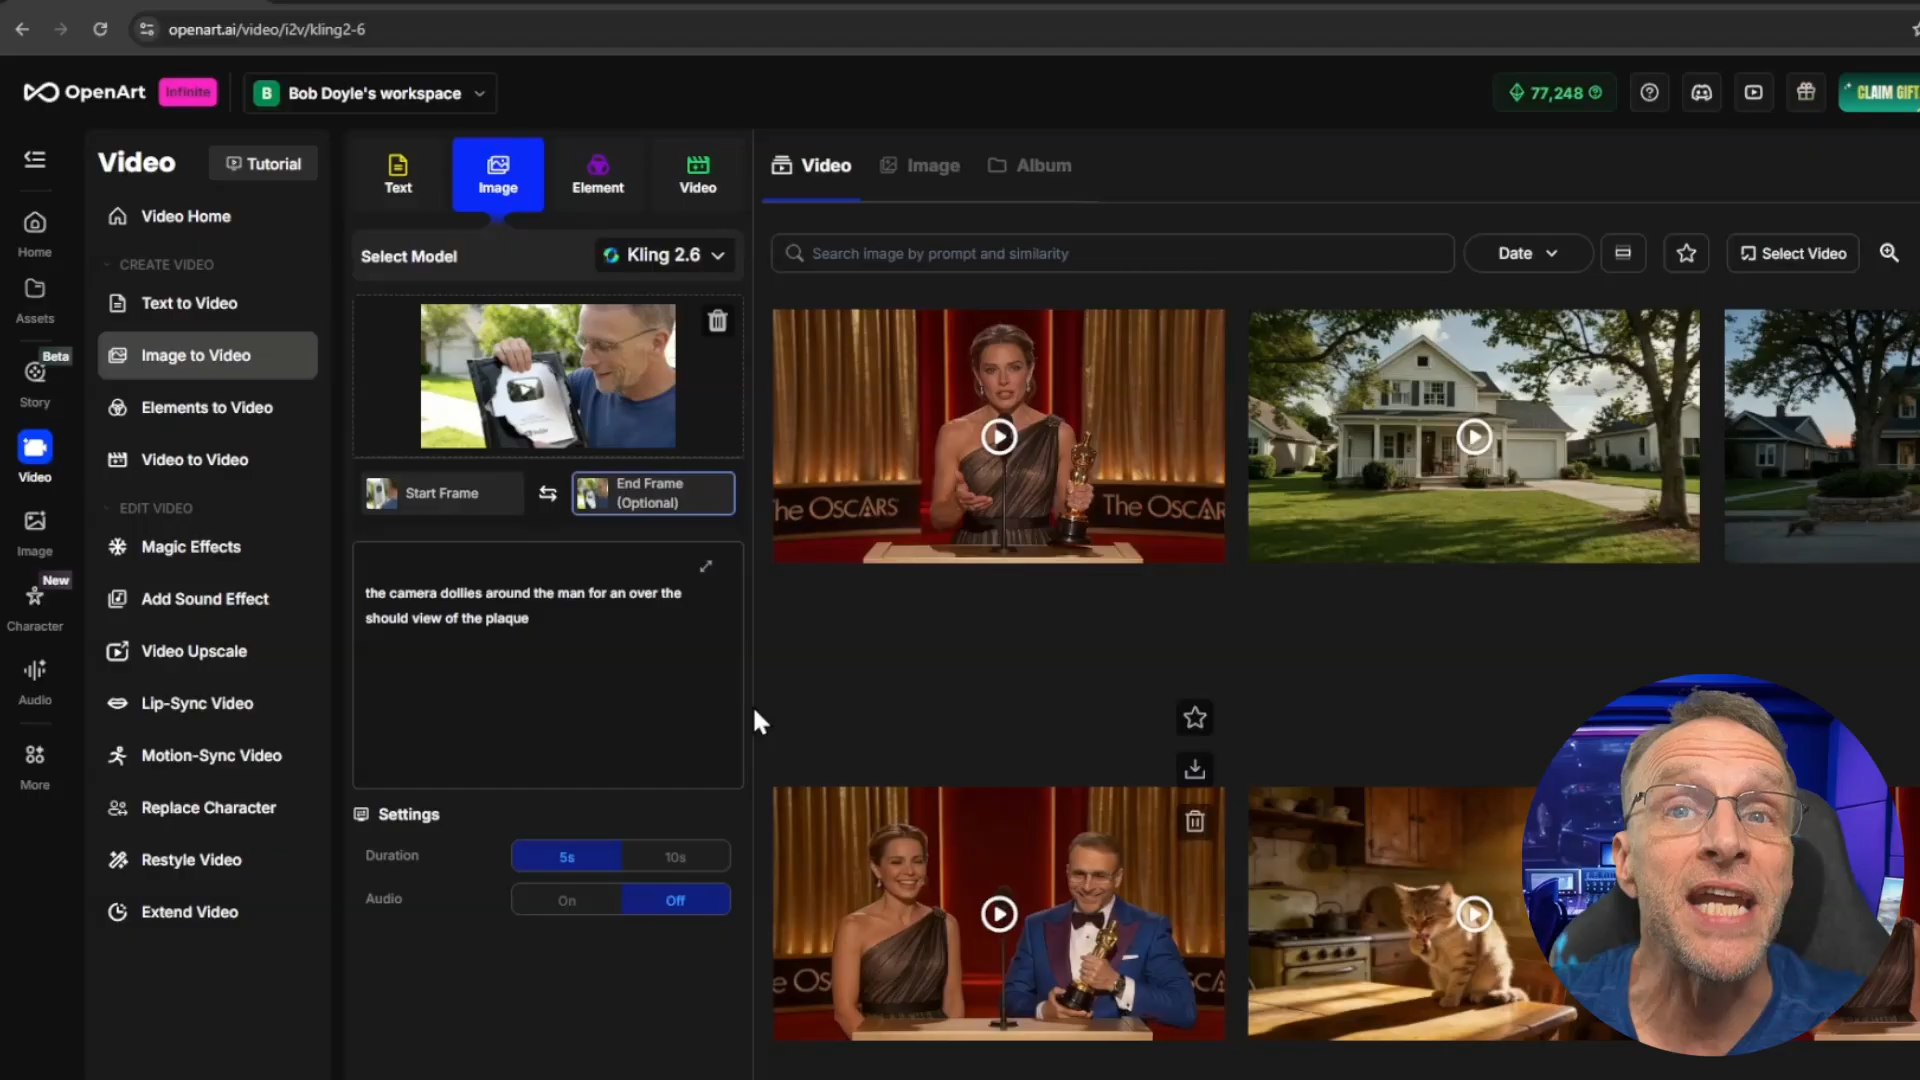 openart.ai/video/i2v/kling2-6
OpenArt
Infinite
B
Bob Doyle's workspace
77,248
CLAIM GIFT
Home
Assets
Beta
Story
Video
Image
New
Character
Audio
More
Video
Tutorial
Video Home
CREATE VIDEO
Text to Video
Image to Video
Elements to Video
Video to Video
EDIT VIDEO
Magic Effects
Add Sound Effect
Video Upscale
Lip-Sync Video
Motion-Sync Video
Replace Character
Restyle Video
Extend Video
Text
Image
Element
Video
Select Model
Kling 2.6
Start Frame
End Frame
(Optional)
the camera dollies around the man for an over the
should view of the plaque
Settings
Duration
5s
10s
Audio
On
Off
Video
Image
Album
Search image by prompt and similarity
Date
Select Video
The OSCARS
The OSCAR
The OSC